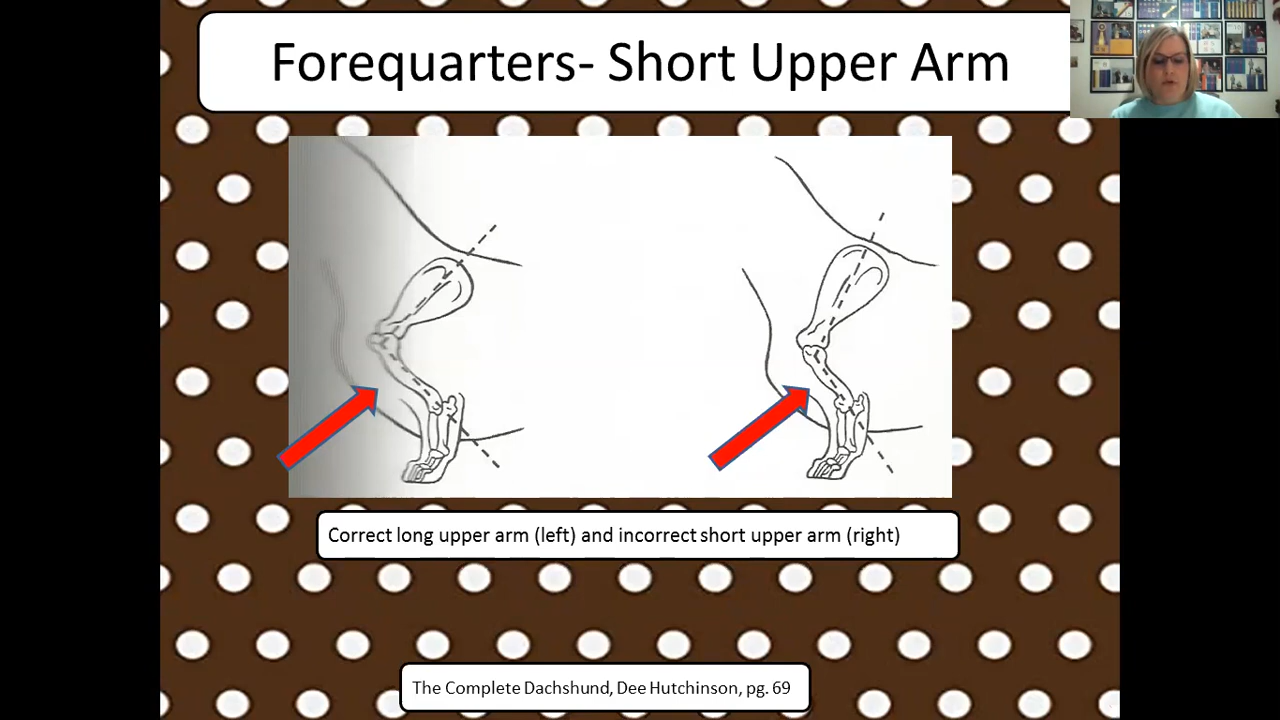 Forequarters- Short Upper Arm
Correct long upper arm (left) and incorrect short upper arm (right)
The Complete Dachshund, Dee Hutchinson, pg. 69